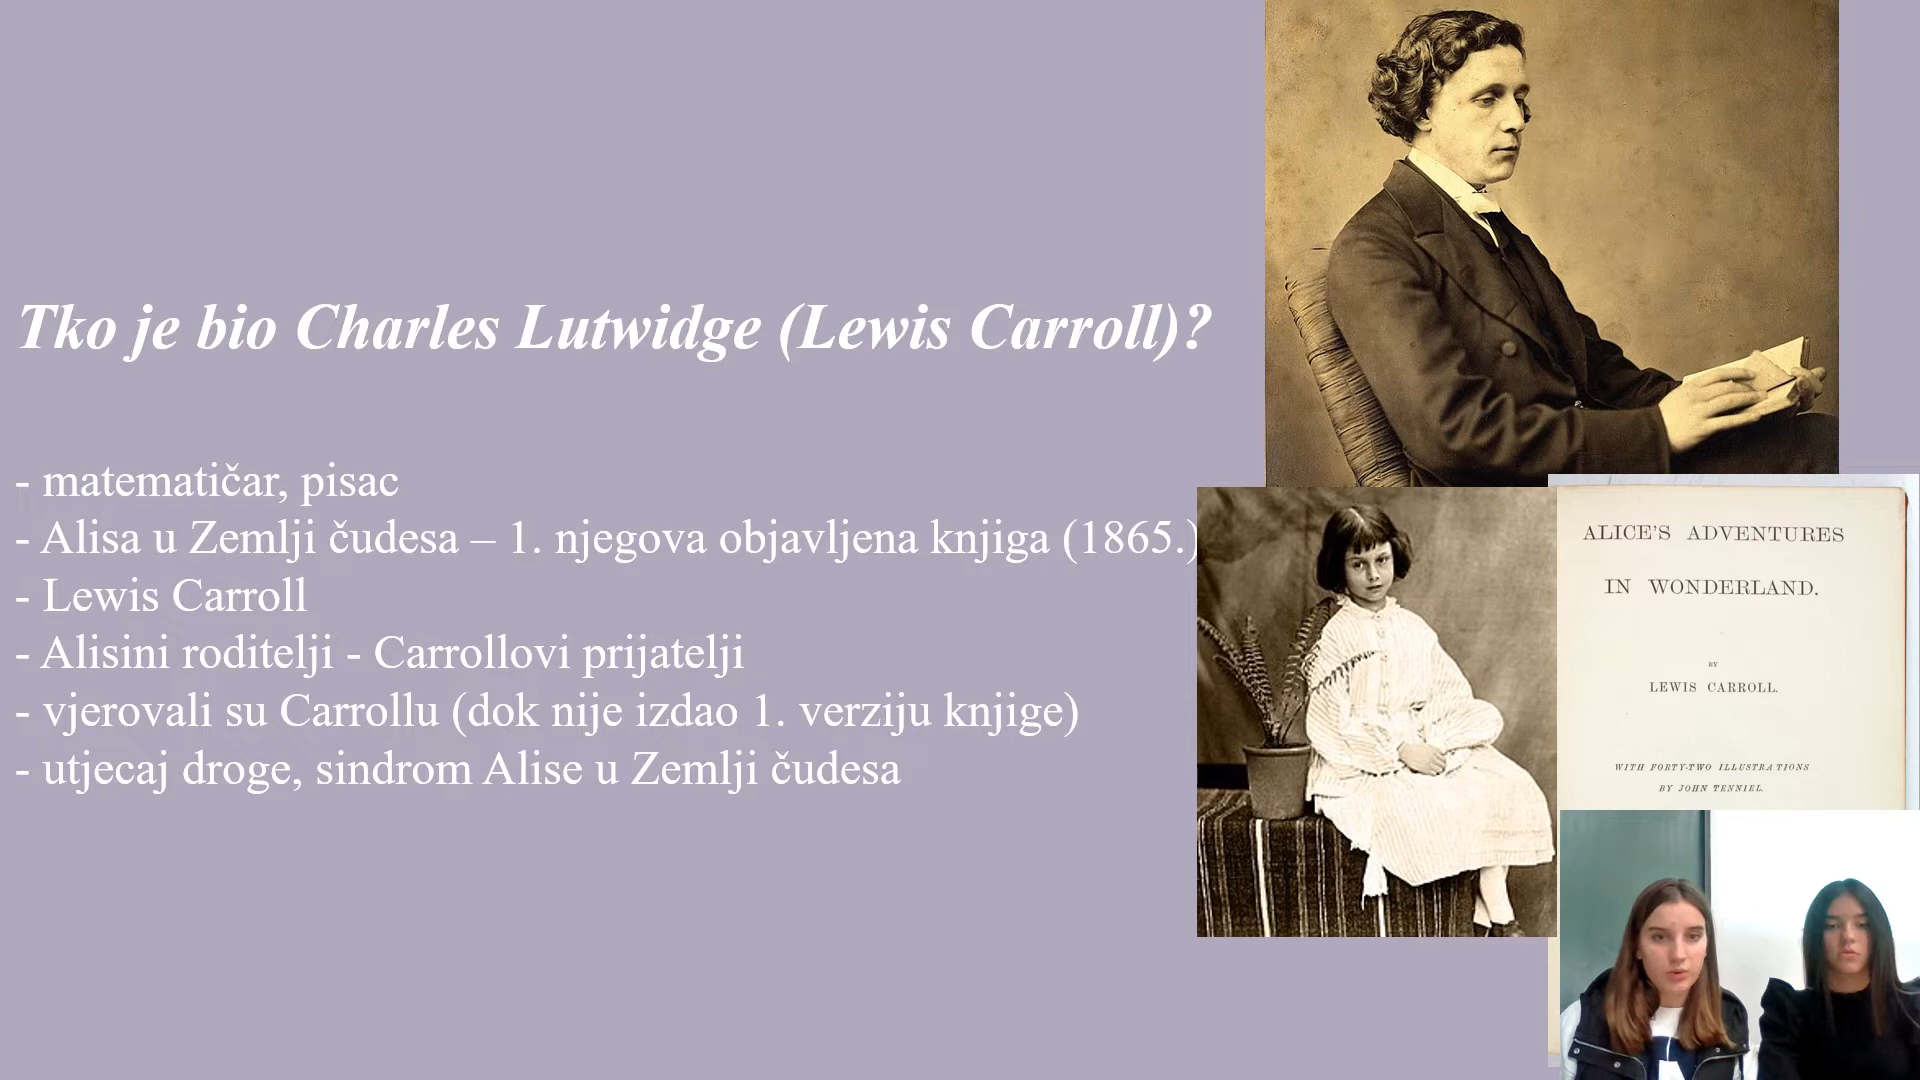 Tko je bio Charles Lutwidge (Lewis Carroll)?
- matematičar, pisac
- Alisa u Zemlji čudesa – 1. njegova objavljena knjiga (1865.)
- Lewis Carroll
- Alisini roditelji - Carrollovi prijatelji
- vjerovali su Carrollu (dok nije izdao 1. verziju knjige)
- utjecaj droge, sindrom Alise u Zemlji čudesa
ALICE'S ADVENTURES
IN WONDERLAND.
BY
LEWIS CARROLL.
WITH FORTY-TWO ILLUSTRATIONS
BY JOHN TENNIEL.